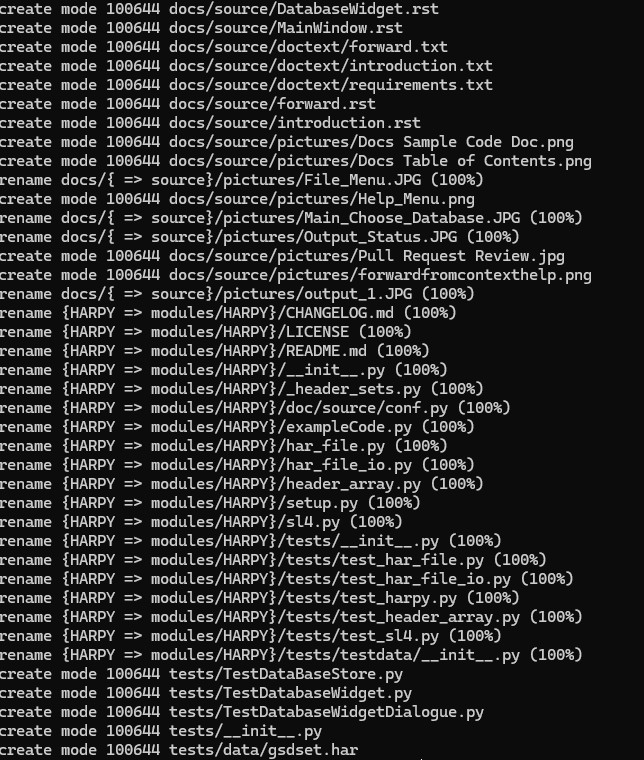 create mode 100644 docs/source/DatabaseWidget.rst
create mode 100644 docs/source/MainWindow.rst
create mode 100644 docs/source/doctext/forward.txt
create mode 100644 docs/source/doctext/introduction.txt
create mode 100644 docs/source/doctext/requirements.txt
create mode 100644 docs/source/forward.rst
create mode 100644 docs/source/introduction.rst
create mode 100644 docs/source/pictures/Docs Sample Code Doc.png
create mode 100644 docs/source/pictures/Docs Table of Contents.png
rename docs/{ => source}/pictures/File_Menu.JPG (100%)
create mode 100644 docs/source/pictures/Help_Menu.png
rename docs/{ => source}/pictures/Main_Choose_Database.JPG (100%)
rename docs/{ => source}/pictures/Output_Status.JPG (100%)
create mode 100644 docs/source/pictures/Pull Request Review.jpg
create mode 100644 docs/source/pictures/forwardfromcontexthelp.png
rename docs/{ => source}/pictures/output_1.JPG (100%)
rename {HARPY => modules/HARPY}/CHANGELOG.md (100%)
rename {HARPY => modules/HARPY}/LICENSE (100%)
rename {HARPY => modules/HARPY}/README.md (100%)
rename {HARPY => modules/HARPY}/__init__.py (100%)
rename {HARPY => modules/HARPY}/_header_sets.py (100%)
rename {HARPY => modules/HARPY}/doc/source/conf.py (100%)
rename {HARPY => modules/HARPY}/exampleCode.py (100%)
rename {HARPY => modules/HARPY}/har_file.py (100%)
rename {HARPY => modules/HARPY}/har_file_io.py (100%)
rename {HARPY => modules/HARPY}/header_array.py (100%)
rename {HARPY => modules/HARPY}/setup.py (100%)
rename {HARPY => modules/HARPY}/sl4.py (100%)
rename {HARPY => modules/HARPY}/tests/__init__.py (100%)
rename {HARPY => modules/HARPY}/tests/test_har_file.py (100%)
rename {HARPY => modules/HARPY}/tests/test_har_file_io.py (100%)
rename {HARPY => modules/HARPY}/tests/test_harpy.py (100%)
rename {HARPY => modules/HARPY}/tests/test_header_array.py (100%)
rename {HARPY => modules/HARPY}/tests/test_sl4.py (100%)
rename {HARPY => modules/HARPY}/tests/testdata/__init__.py (100%)
create mode 100644 tests/TestDataBaseStore.py
create mode 100644 tests/TestDatabaseWidget.py
create mode 100644 tests/TestDatabaseWidgetDialogue.py
create mode 100644 tests/__init__.py
create mode 100644 tests/data/gsdset.har